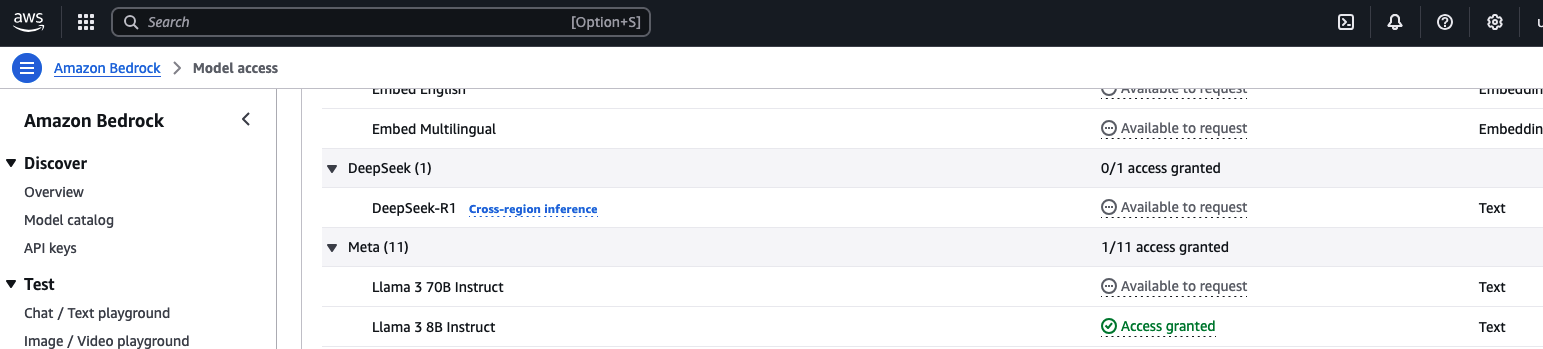 aws
Search [Option+S]
Amazon Bedrock > Model access
Embed English Available to request Embeddin
Amazon Bedrock
Embed Multilingual Available to request Embeddin
Discover
DeepSeek (1) 0/1 access granted
Overview
DeepSeek-R1 Cross-region inference Available to request Text
Model catalog
API keys
Meta (11) 1/11 access granted
Test
Llama 3 70B Instruct Available to request Text
Chat / Text playground
Llama 3 8B Instruct Access granted Text
Image / Video playground